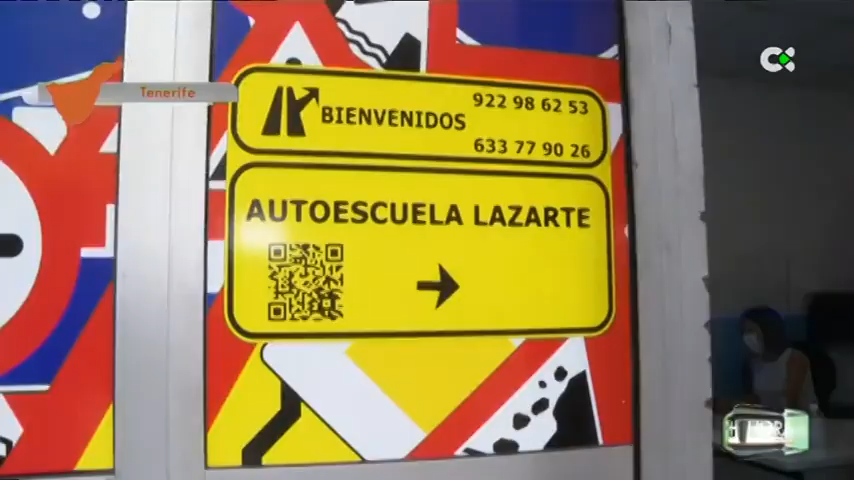 Tenerife
BIENVENIDOS
922 98 62 53
633 77 90 26
AUTOESCUELA LAZARTE